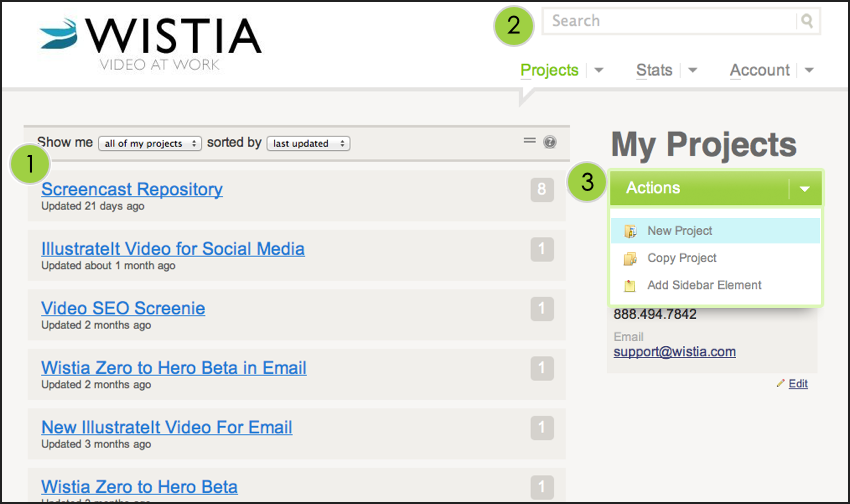 WISTIA
VIDEO AT WORK
2
Search
Projects
Stats
Account
Show me all of my projects sorted by last updated ?
1
Screencast Repository 8
Updated 21 days ago
IllustrateIt Video for Social Media 1
Updated about 1 month ago
Video SEO Screenie 1
Updated 2 months ago
Wistia Zero to Hero Beta in Email 1
Updated 2 months ago
New IllustrateIt Video For Email 1
Updated 3 months ago
Wistia Zero to Hero Beta 1
My Projects
3
Actions
New Project
Copy Project
Add Sidebar Element
888.494.7842
Email
support@wistia.com
Edit